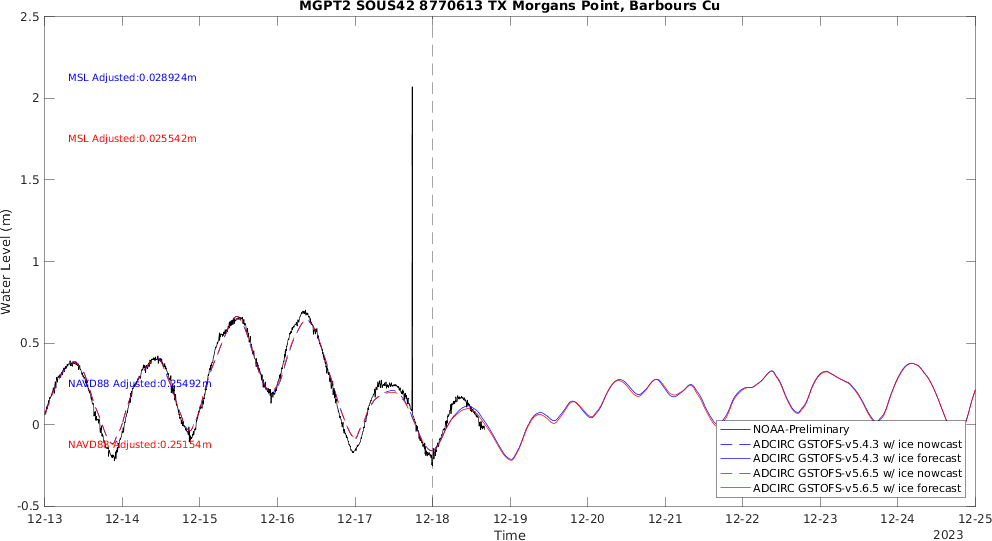 MGPT2 SOUS42 8770613 TX Morgans Point, Barbours Cu
2.5
2
1.5
1
0.5
0
-0.5
Water Level (m)
MSL Adjusted:0.028924m
MSL Adjusted:0.025542m
NAVD88 Adjusted:0.25492m
NAVD88 Adjusted:0.25154m
NOAA-Preliminary
ADCIRC GSTOFS-v5.4.3 w/ ice nowcast
ADCIRC GSTOFS-v5.4.3 w/ ice forecast
ADCIRC GSTOFS-v5.6.5 w/ ice nowcast
ADCIRC GSTOFS-v5.6.5 w/ ice forecast
12-13 12-14 12-15 12-16 12-17 12-18 12-19 12-20 12-21 12-22 12-23 12-24 12-25
Time
2023